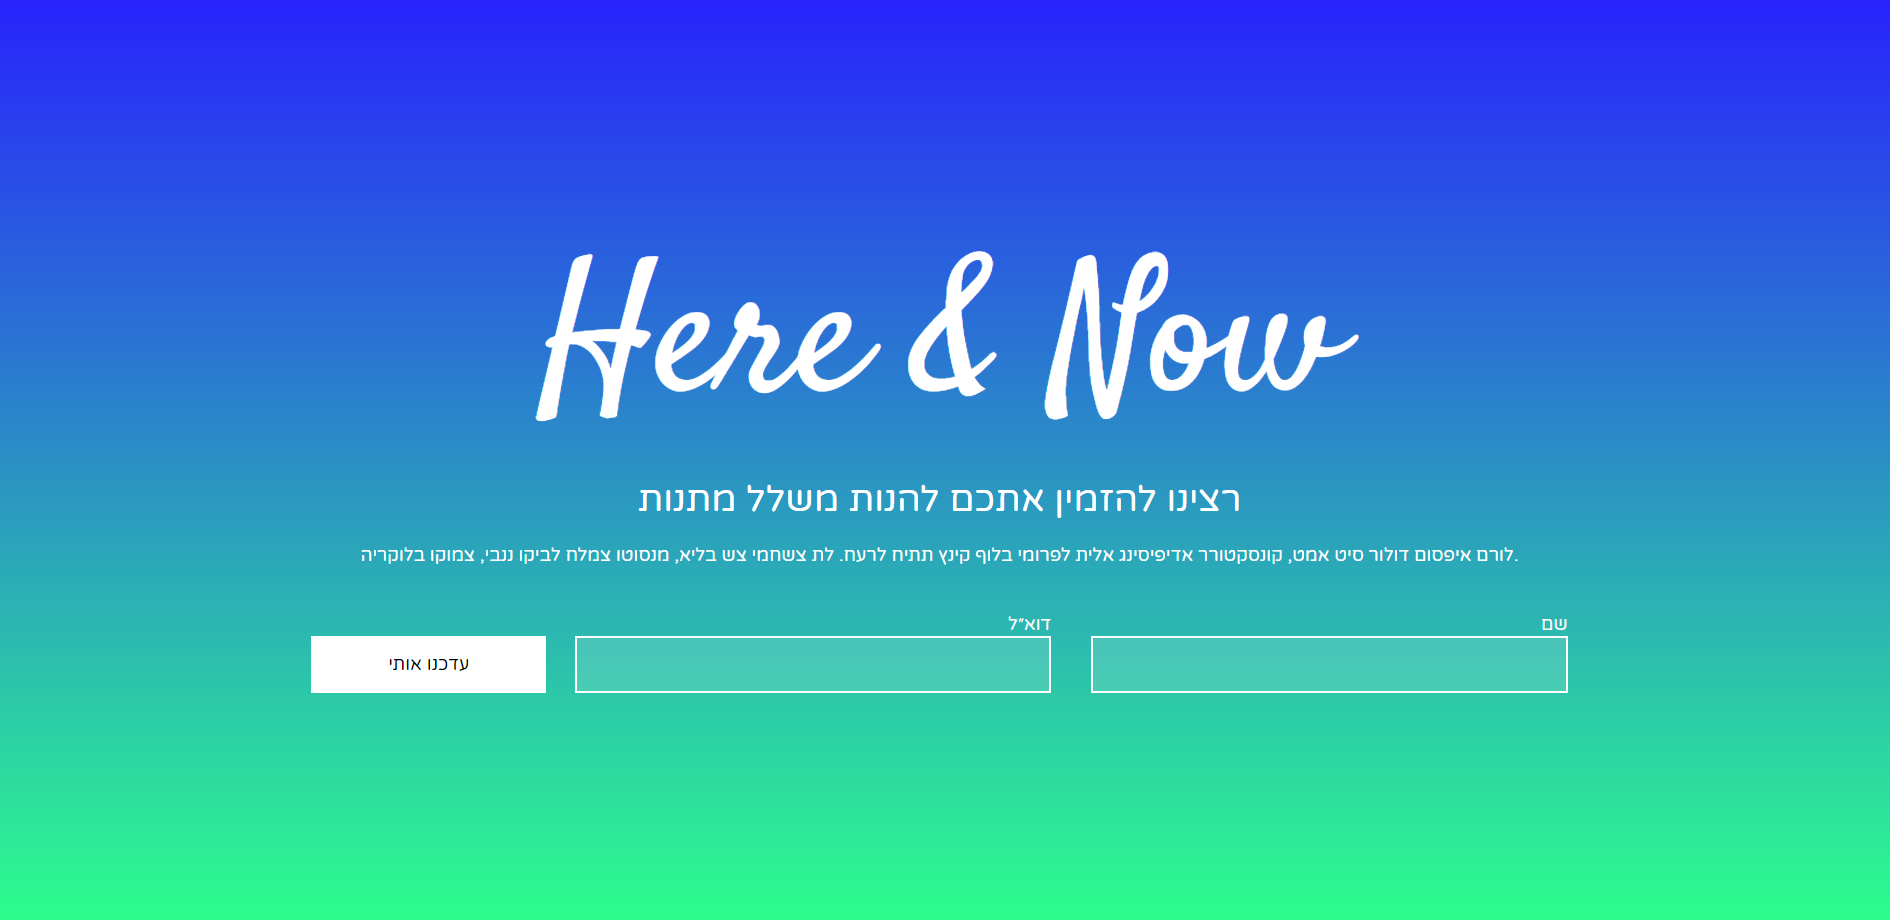 Here & Now
רצינו להזמין אתכם להנות משלל מתנות
לורם איפסום דולור סיט אמט, קונסקטורר אדיפיסינג אלית לפרומי בלוף קינץ תתיח לרעח. לת צשחמי צש בליא, מנסוטו צמלח לביקו ננבי, צמוקו בלוקריה.
שם
דוא״ל
עדכנו אותי